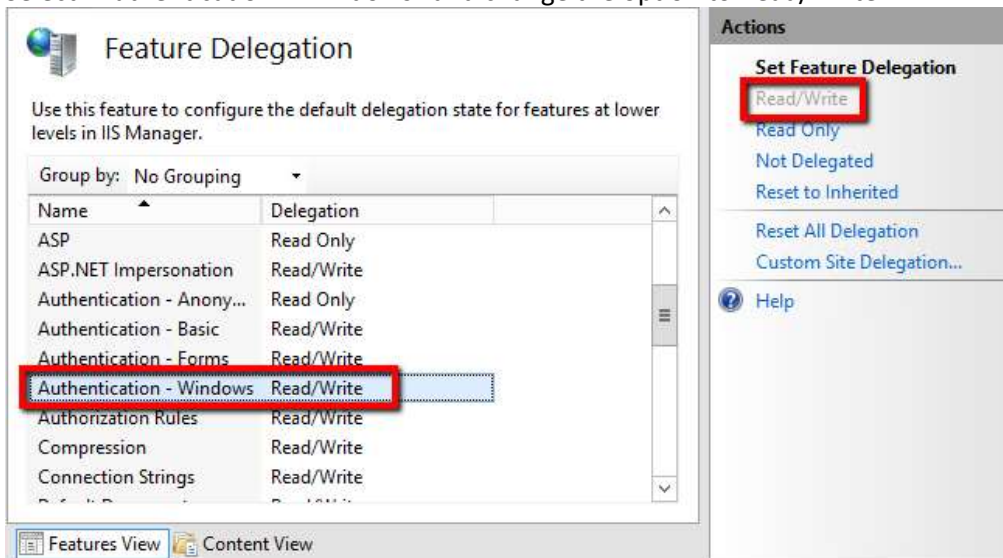 Feature Delegation
Use this feature to configure the default delegation state for features at lower
levels in IIS Manager.
Group by: No Grouping
Name Delegation
ASP Read Only
ASP.NET Impersonation Read/Write
Authentication - Anony... Read Only
Authentication - Basic Read/Write
Authentication - Forms Read/Write
Authentication - Windows Read/Write
Authorization Rules Read/Write
Compression Read/Write
Connection Strings Read/Write
Features View Content View
Actions
Set Feature Delegation
Read/Write
Read Only
Not Delegated
Reset to Inherited
Reset All Delegation
Custom Site Delegation...
Help